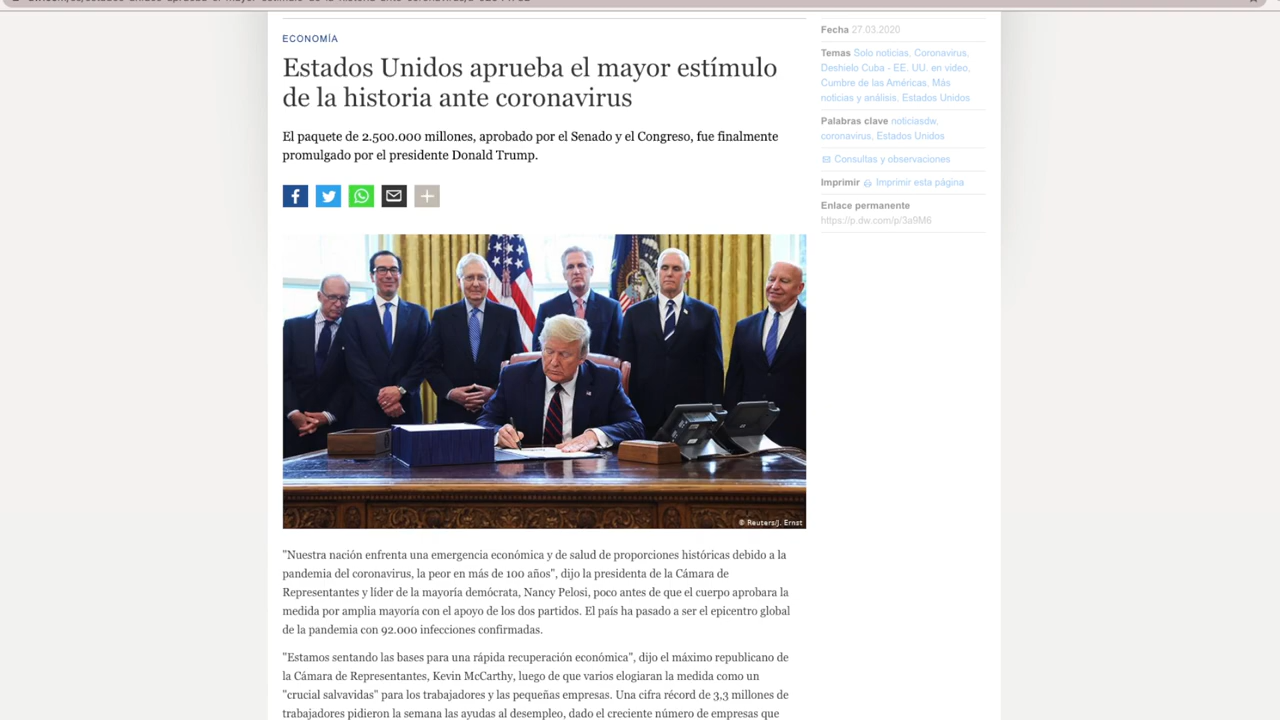 ECONOMÍA
Estados Unidos aprueba el mayor estímulo
de la historia ante coronavirus
El paquete de 2.500.000 millones, aprobado por el Senado y el Congreso, fue finalmente
promulgado por el presidente Donald Trump.
© Reuters/J. Ernst
"Nuestra nación enfrenta una emergencia económica y de salud de proporciones históricas debido a la
pandemia del coronavirus, la peor en más de 100 años", dijo la presidenta de la Cámara de
Representantes y líder de la mayoría demócrata, Nancy Pelosi, poco antes de que el cuerpo aprobara la
medida por amplia mayoría con el apoyo de los dos partidos. El país ha pasado a ser el epicentro global
de la pandemia con 92.000 infecciones confirmadas.
"Estamos sentando las bases para una rápida recuperación económica", dijo el máximo republicano de
la Cámara de Representantes, Kevin McCarthy, luego de que varios elogiaran la medida como un
"crucial salvavidas" para los trabajadores y las pequeñas empresas. Una cifra récord de 3,3 millones de
trabajadores pidieron la semana las ayudas al desempleo, dado el creciente número de empresas que
Fecha 27.03.2020
Temas Solo noticias, Coronavirus,
Deshielo Cuba - EE. UU. en video,
Cumbre de las Américas, Más
noticias y análisis, Estados Unidos
Palabras clave noticiasdw,
coronavirus, Estados Unidos
Consultas y observaciones
Imprimir Imprimir esta página
Enlace permanente
https://p.dw.com/p/3a9M6